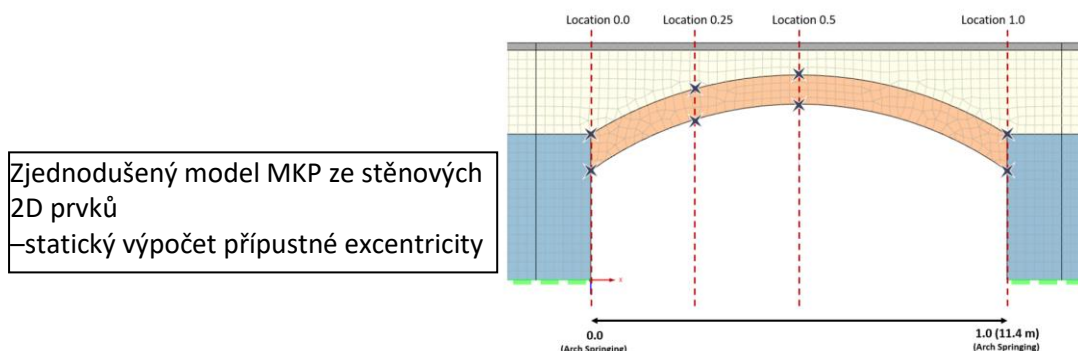 Location 0.0
Location 0.25
Location 0.5
Location 1.0
Zjednodušený model MKP ze stěnových
2D prvků
–statický výpočet přípustné excentricity
x
0.0
(Arch Springing)
1.0 (11.4 m)
(Arch Springing)